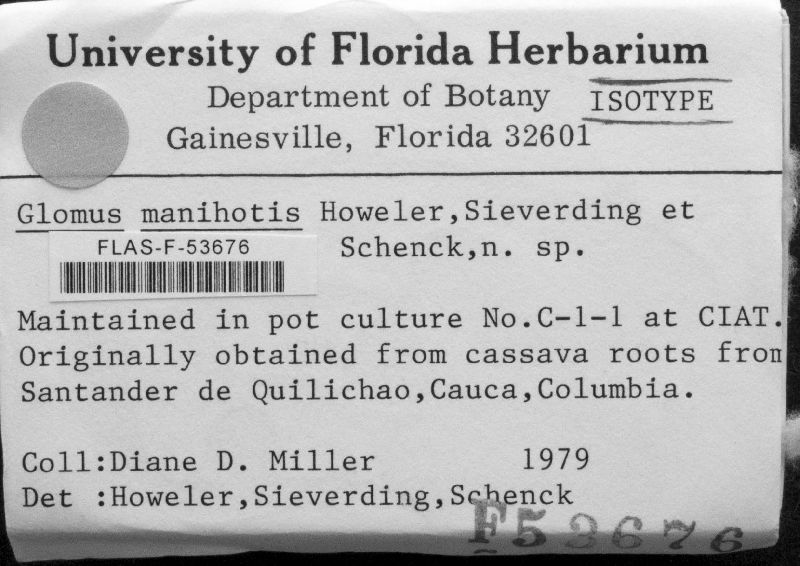 University of Florida Herbarium
Department of Botany ISOTYPE
Gainesville, Florida 32601
Glomus manihotis Howeler,Sieverding et
FLAS-F-53676 Schenck,n. sp.
Maintained in pot culture No.C-1-1 at CIAT.
Originally obtained from cassava roots from
Santander de Quilichao,Cauca,Columbia.
Coll:Diane D. Miller 1979
Det :Howeler,Sieverding,Schenck
F53676